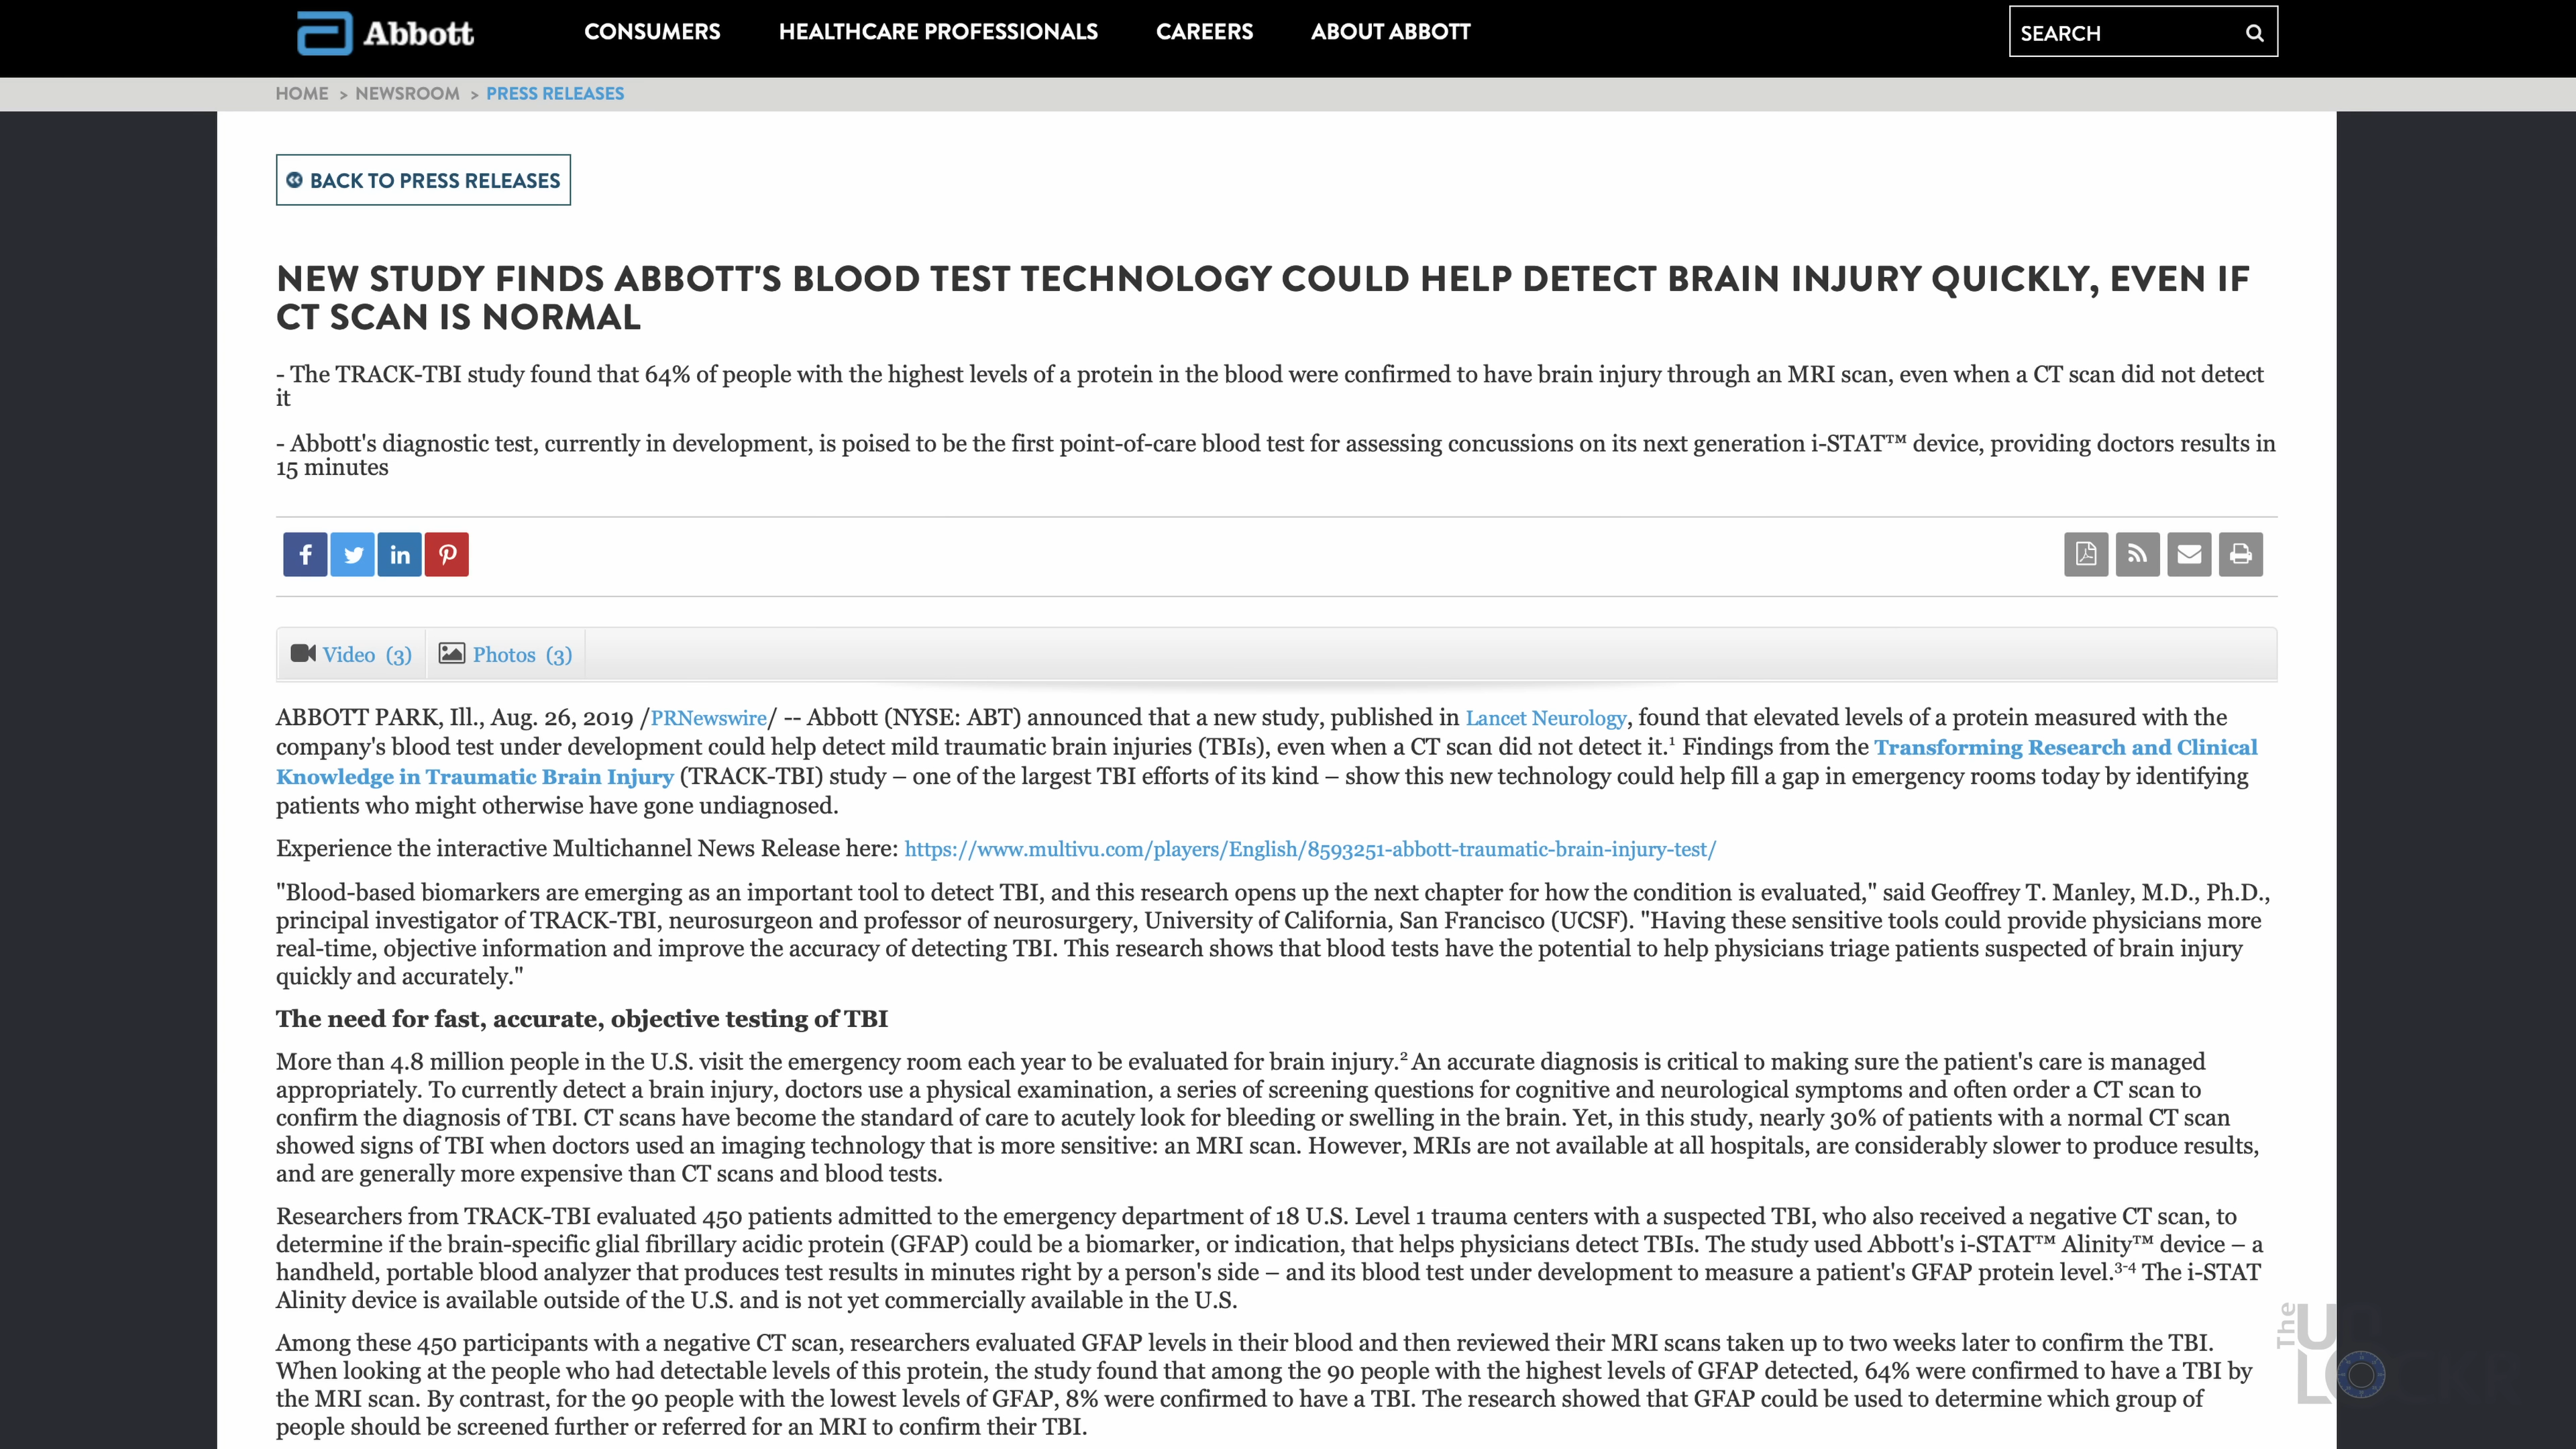 Abbott
CONSUMERS
HEALTHCARE PROFESSIONALS
CAREERS
ABOUT ABBOTT
SEARCH
HOME > NEWSROOM > PRESS RELEASES
BACK TO PRESS RELEASES
NEW STUDY FINDS ABBOTT'S BLOOD TEST TECHNOLOGY COULD HELP DETECT BRAIN INJURY QUICKLY, EVEN IF
CT SCAN IS NORMAL
- The TRACK-TBI study found that 64% of people with the highest levels of a protein in the blood were confirmed to have brain injury through an MRI scan, even when a CT scan did not detect
it
- Abbott's diagnostic test, currently in development, is poised to be the first point-of-care blood test for assessing concussions on its next generation i-STAT™ device, providing doctors results in
15 minutes
Video (3)
Photos (3)
ABBOTT PARK, Ill., Aug. 26, 2019 /PRNewswire/ -- Abbott (NYSE: ABT) announced that a new study, published in Lancet Neurology, found that elevated levels of a protein measured with the
company's blood test under development could help detect mild traumatic brain injuries (TBIs), even when a CT scan did not detect it.¹ Findings from the Transforming Research and Clinical
Knowledge in Traumatic Brain Injury (TRACK-TBI) study – one of the largest TBI efforts of its kind – show this new technology could help fill a gap in emergency rooms today by identifying
patients who might otherwise have gone undiagnosed.
Experience the interactive Multichannel News Release here: https://www.multivu.com/players/English/8593251-abbott-traumatic-brain-injury-test/
"Blood-based biomarkers are emerging as an important tool to detect TBI, and this research opens up the next chapter for how the condition is evaluated," said Geoffrey T. Manley, M.D., Ph.D.,
principal investigator of TRACK-TBI, neurosurgeon and professor of neurosurgery, University of California, San Francisco (UCSF). "Having these sensitive tools could provide physicians more
real-time, objective information and improve the accuracy of detecting TBI. This research shows that blood tests have the potential to help physicians triage patients suspected of brain injury
quickly and accurately."
The need for fast, accurate, objective testing of TBI
More than 4.8 million people in the U.S. visit the emergency room each year to be evaluated for brain injury.² An accurate diagnosis is critical to making sure the patient's care is managed
appropriately. To currently detect a brain injury, doctors use a physical examination, a series of screening questions for cognitive and neurological symptoms and often order a CT scan to
confirm the diagnosis of TBI. CT scans have become the standard of care to acutely look for bleeding or swelling in the brain. Yet, in this study, nearly 30% of patients with a normal CT scan
showed signs of TBI when doctors used an imaging technology that is more sensitive: an MRI scan. However, MRIs are not available at all hospitals, are considerably slower to produce results,
and are generally more expensive than CT scans and blood tests.
Researchers from TRACK-TBI evaluated 450 patients admitted to the emergency department of 18 U.S. Level 1 trauma centers with a suspected TBI, who also received a negative CT scan, to
determine if the brain-specific glial fibrillary acidic protein (GFAP) could be a biomarker, or indication, that helps physicians detect TBIs. The study used Abbott's i-STAT™ Alinity™ device – a
handheld, portable blood analyzer that produces test results in minutes right by a person's side – and its blood test under development to measure a patient's GFAP protein level.³⁻⁴ The i-STAT
Alinity device is available outside of the U.S. and is not yet commercially available in the U.S.
Among these 450 participants with a negative CT scan, researchers evaluated GFAP levels in their blood and then reviewed their MRI scans taken up to two weeks later to confirm the TBI.
When looking at the people who had detectable levels of this protein, the study found that among the 90 people with the highest levels of GFAP detected, 64% were confirmed to have a TBI by
the MRI scan. By contrast, for the 90 people with the lowest levels of GFAP, 8% were confirmed to have a TBI. The research showed that GFAP could be used to determine which group of
people should be screened further or referred for an MRI to confirm their TBI.
The